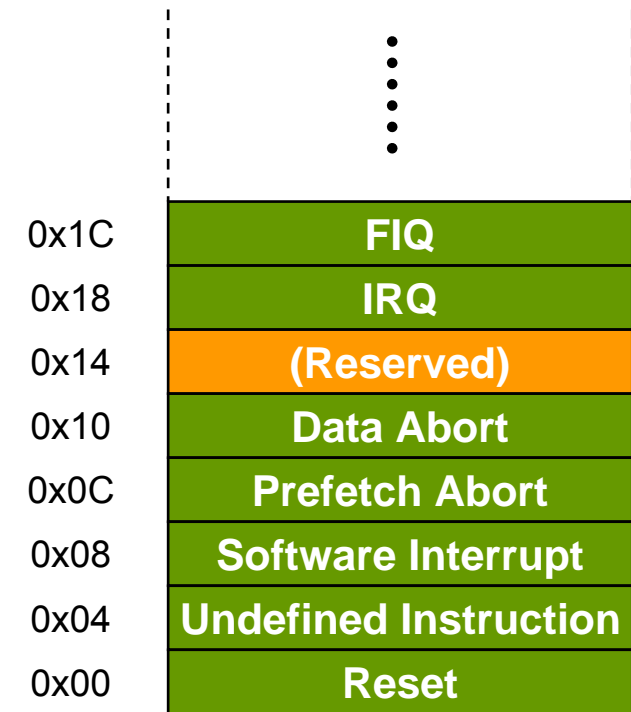 0x1C FIQ
0x18 IRQ
0x14 (Reserved)
0x10 Data Abort
0x0C Prefetch Abort
0x08 Software Interrupt
0x04 Undefined Instruction
0x00 Reset